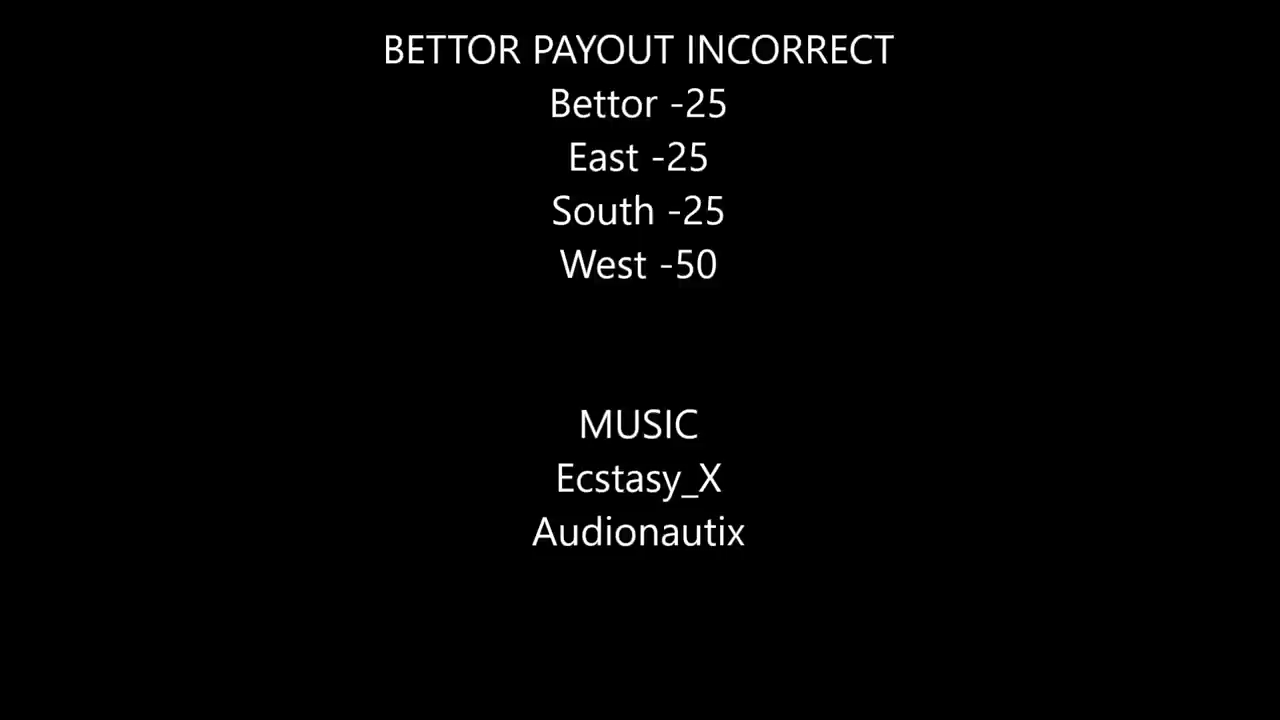 BETTOR PAYOUT INCORRECT
Bettor -25
East -25
South -25
West -50
MUSIC
Ecstasy_X
Audionautix